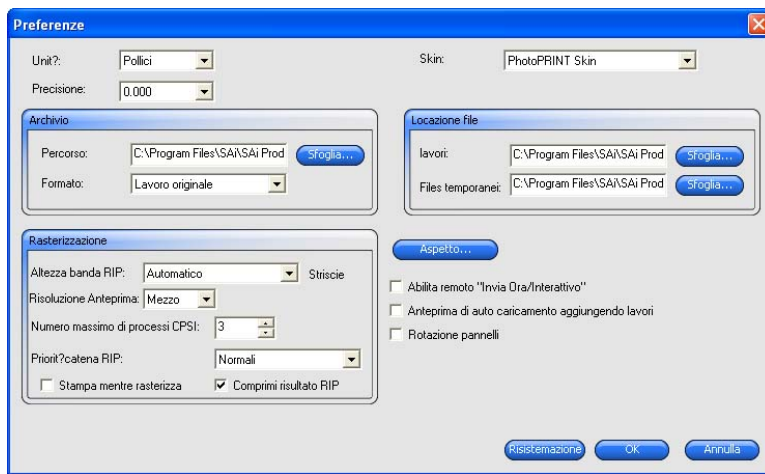 Preferenze
Unit?: Pollici
Skin: PhotoPRINT Skin
Precisione: 0.000
Archivio
Percorso: C:\Program Files\SAi\SAi Prod Sfoglia...
Formato: Lavoro originale
Locazione file
lavori: C:\Program Files\SAi\SAi Prod Sfoglia...
Files temporanei: C:\Program Files\SAi\SAi Prod Sfoglia...
Rasterizzazione
Altezza banda RIP: Automatico Striscie
Risoluzione Anteprima: Mezzo
Numero massimo di processi CPSI: 3
Priorit?catena RIP: Normali
Stampa mentre rasterizza Comprimi risultato RIP
Aspetto...
Abilita remoto "Invia Ora/Interattivo"
Anteprima di auto caricamento aggiungendo lavori
Rotazione pannelli
Risistemazione OK Annulla